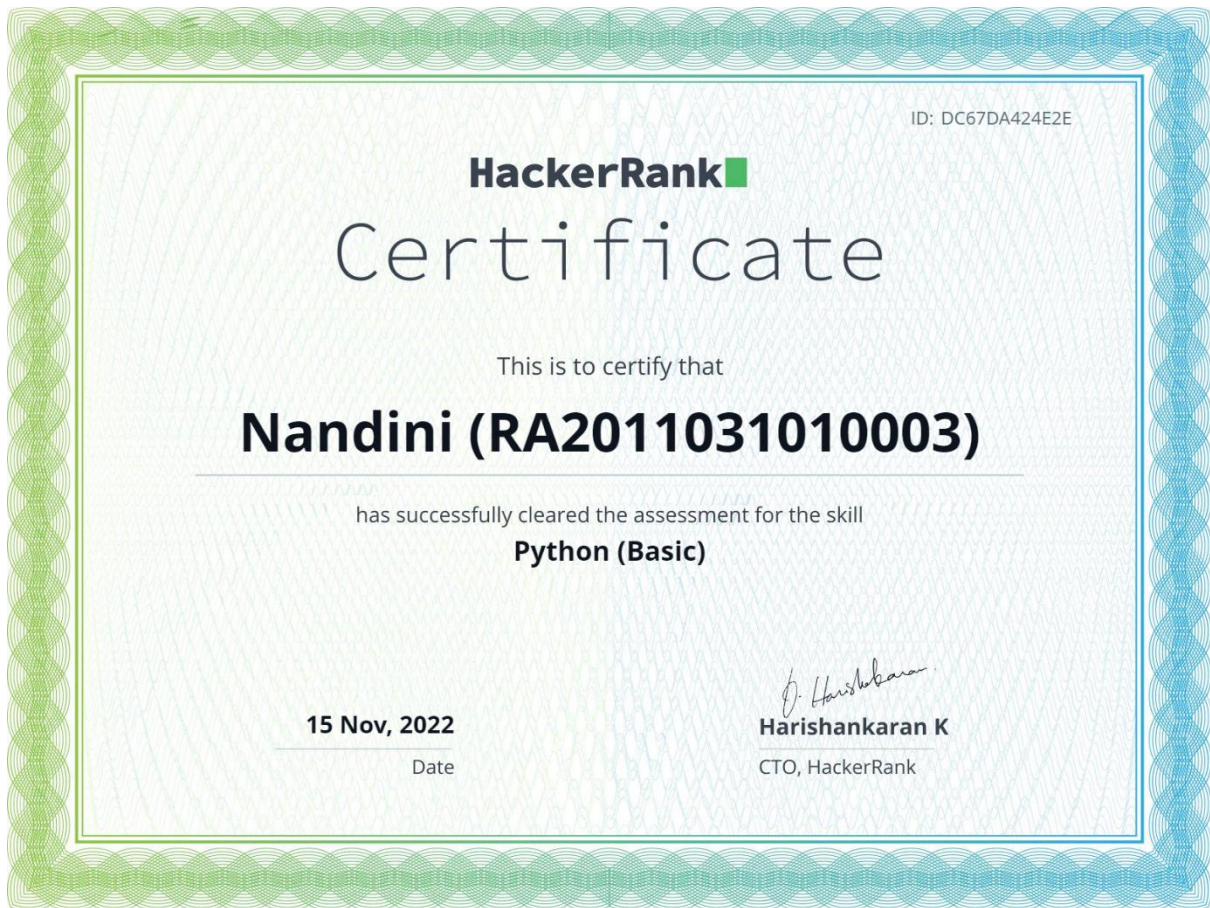 ID: DC67DA424E2E
HackerRank
Certificate
This is to certify that
Nandini (RA2011031010003)
has successfully cleared the assessment for the skill
Python (Basic)
15 Nov, 2022
Date
Harishankaran K
CTO, HackerRank